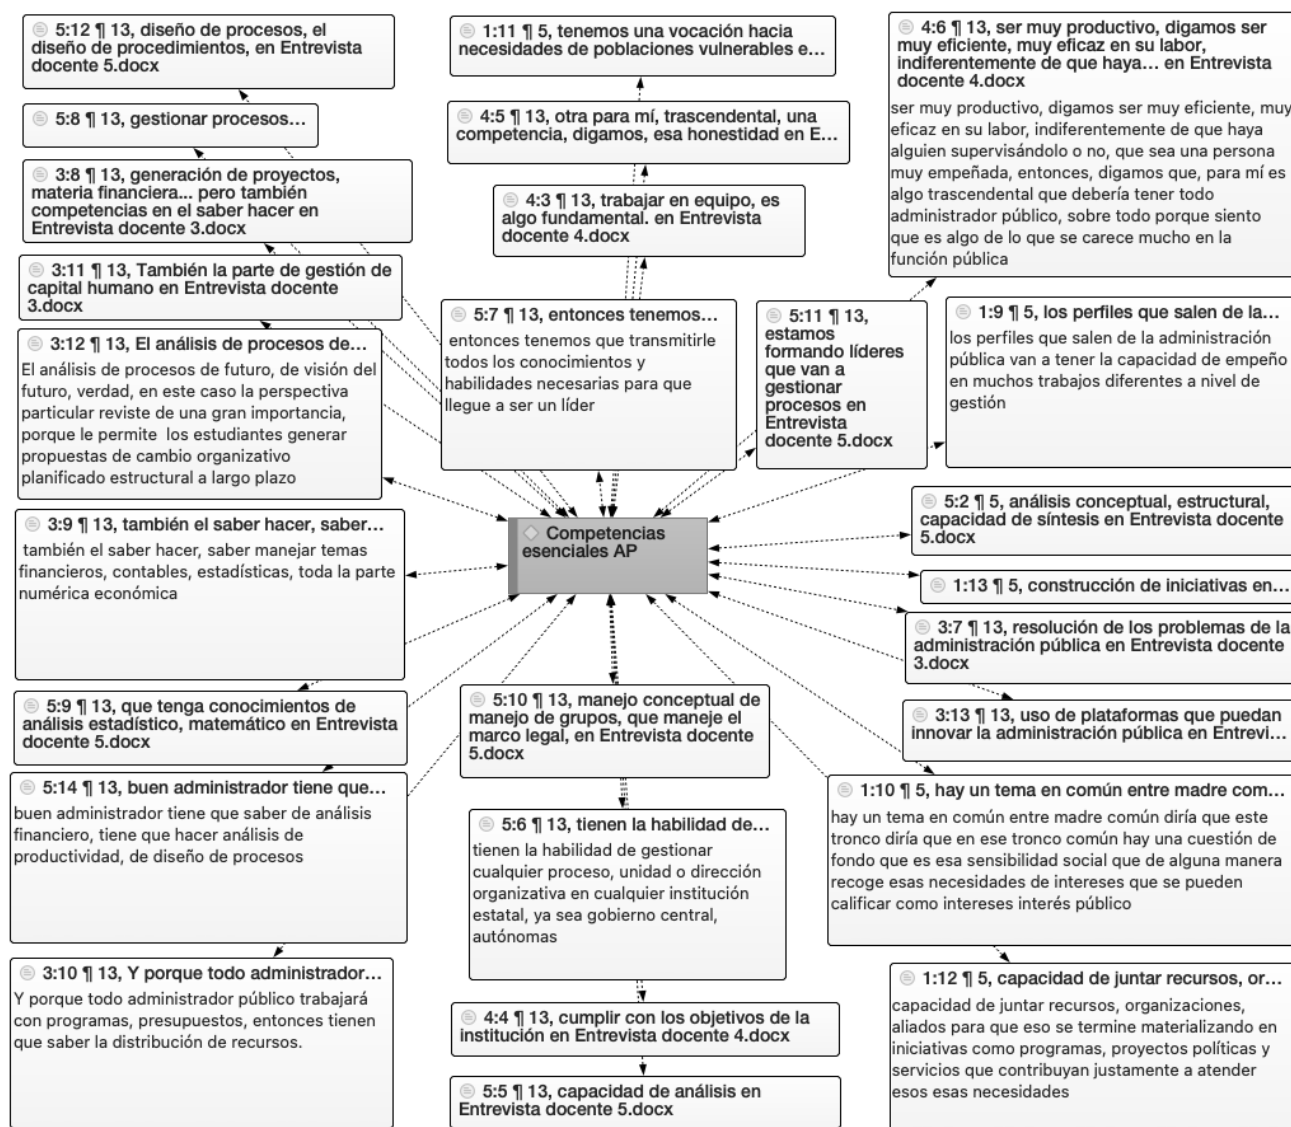 5:12 ¶ 13, diseño de procesos, el
diseño de procedimientos, en Entrevista
docente 5.docx
5:8 ¶ 13, gestionar procesos...
3:8 ¶ 13, generación de proyectos,
materia financiera... pero también
competencias en el saber hacer en
Entrevista docente 3.docx
3:11 ¶ 13, También la parte de gestión de
capital humano en Entrevista docente
3.docx
3:12 ¶ 13, El análisis de procesos de...
El análisis de procesos de futuro, de visión del
futuro, verdad, en este caso la perspectiva
particular reviste de una gran importancia,
porque le permite los estudiantes generar
propuestas de cambio organizativo
planificado estructural a largo plazo
3:9 ¶ 13, también el saber hacer, saber...
también el saber hacer, saber manejar temas
financieros, contables, estadísticas, toda la parte
numérica económica
5:9 ¶ 13, que tenga conocimientos de
análisis estadístico, matemático en Entrevista
docente 5.docx
5:14 ¶ 13, buen administrador tiene que...
buen administrador tiene que saber de análisis
financiero, tiene que hacer análisis de
productividad, de diseño de procesos
3:10 ¶ 13, Y porque todo administrador...
Y porque todo administrador público trabajará
con programas, presupuestos, entonces tienen
que saber la distribución de recursos.
1:11 ¶ 5, tenemos una vocación hacia
necesidades de poblaciones vulnerables e...
4:5 ¶ 13, otra para mí, trascendental, una
competencia, digamos, esa honestidad en E...
4:3 ¶ 13, trabajar en equipo, es
algo fundamental. en Entrevista
docente 4.docx
5:7 ¶ 13, entonces tenemos...
entonces tenemos que transmitirle
todos los conocimientos y
habilidades necesarias para que
llegue a ser un líder
5:11 ¶ 13,
estamos
formando líderes
que van a
gestionar
procesos en
Entrevista
docente 5.docx
Competencias
esenciales AP
5:10 ¶ 13, manejo conceptual de
manejo de grupos, que maneje el
marco legal, en Entrevista docente
5.docx
5:6 ¶ 13, tienen la habilidad de...
tienen la habilidad de gestionar
cualquier proceso, unidad o dirección
organizativa en cualquier institución
estatal, ya sea gobierno central,
autónomas
4:4 ¶ 13, cumplir con los objetivos de la
institución en Entrevista docente 4.docx
5:5 ¶ 13, capacidad de análisis en
Entrevista docente 5.docx
4:6 ¶ 13, ser muy productivo, digamos ser
muy eficiente, muy eficaz en su labor,
indiferentemente de que haya... en Entrevista
docente 4.docx
ser muy productivo, digamos ser muy eficiente, muy
eficaz en su labor, indiferentemente de que haya
alguien supervisándolo o no, que sea una persona
muy empeñada, entonces, digamos que, para mí es
algo trascendental que debería tener todo
administrador público, sobre todo porque siento
que es algo de lo que se carece mucho en la
función pública
1:9 ¶ 5, los perfiles que salen de la...
los perfiles que salen de la administración
pública van a tener la capacidad de empeño
en muchos trabajos diferentes a nivel de
gestión
5:2 ¶ 5, análisis conceptual, estructural,
capacidad de síntesis en Entrevista docente
5.docx
1:13 ¶ 5, construcción de iniciativas en...
3:7 ¶ 13, resolución de los problemas de la
administración pública en Entrevista docente
3.docx
3:13 ¶ 13, uso de plataformas que puedan
innovar la administración pública en Entrevi...
1:10 ¶ 5, hay un tema en común entre madre com...
hay un tema en común entre madre común diría que este
tronco diría que en ese tronco común hay una cuestión de
fondo que es esa sensibilidad social que de alguna manera
recoge esas necesidades de intereses que se pueden
calificar como intereses interés público
1:12 ¶ 5, capacidad de juntar recursos, or...
capacidad de juntar recursos, organizaciones,
aliados para que eso se termine materializando en
iniciativas como programas, proyectos políticas y
servicios que contribuyan justamente a atender
esos esas necesidades